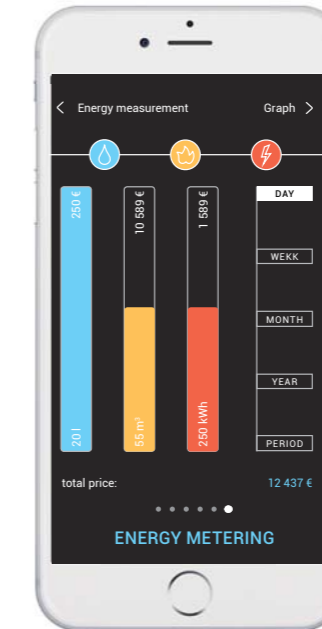 Energy measurement
Graph
250 €
20 l
10 589 €
55 m³
1 589 €
250 kWh
DAY
WEKK
MONTH
YEAR
PERIOD
total price: 12 437 €
ENERGY METERING